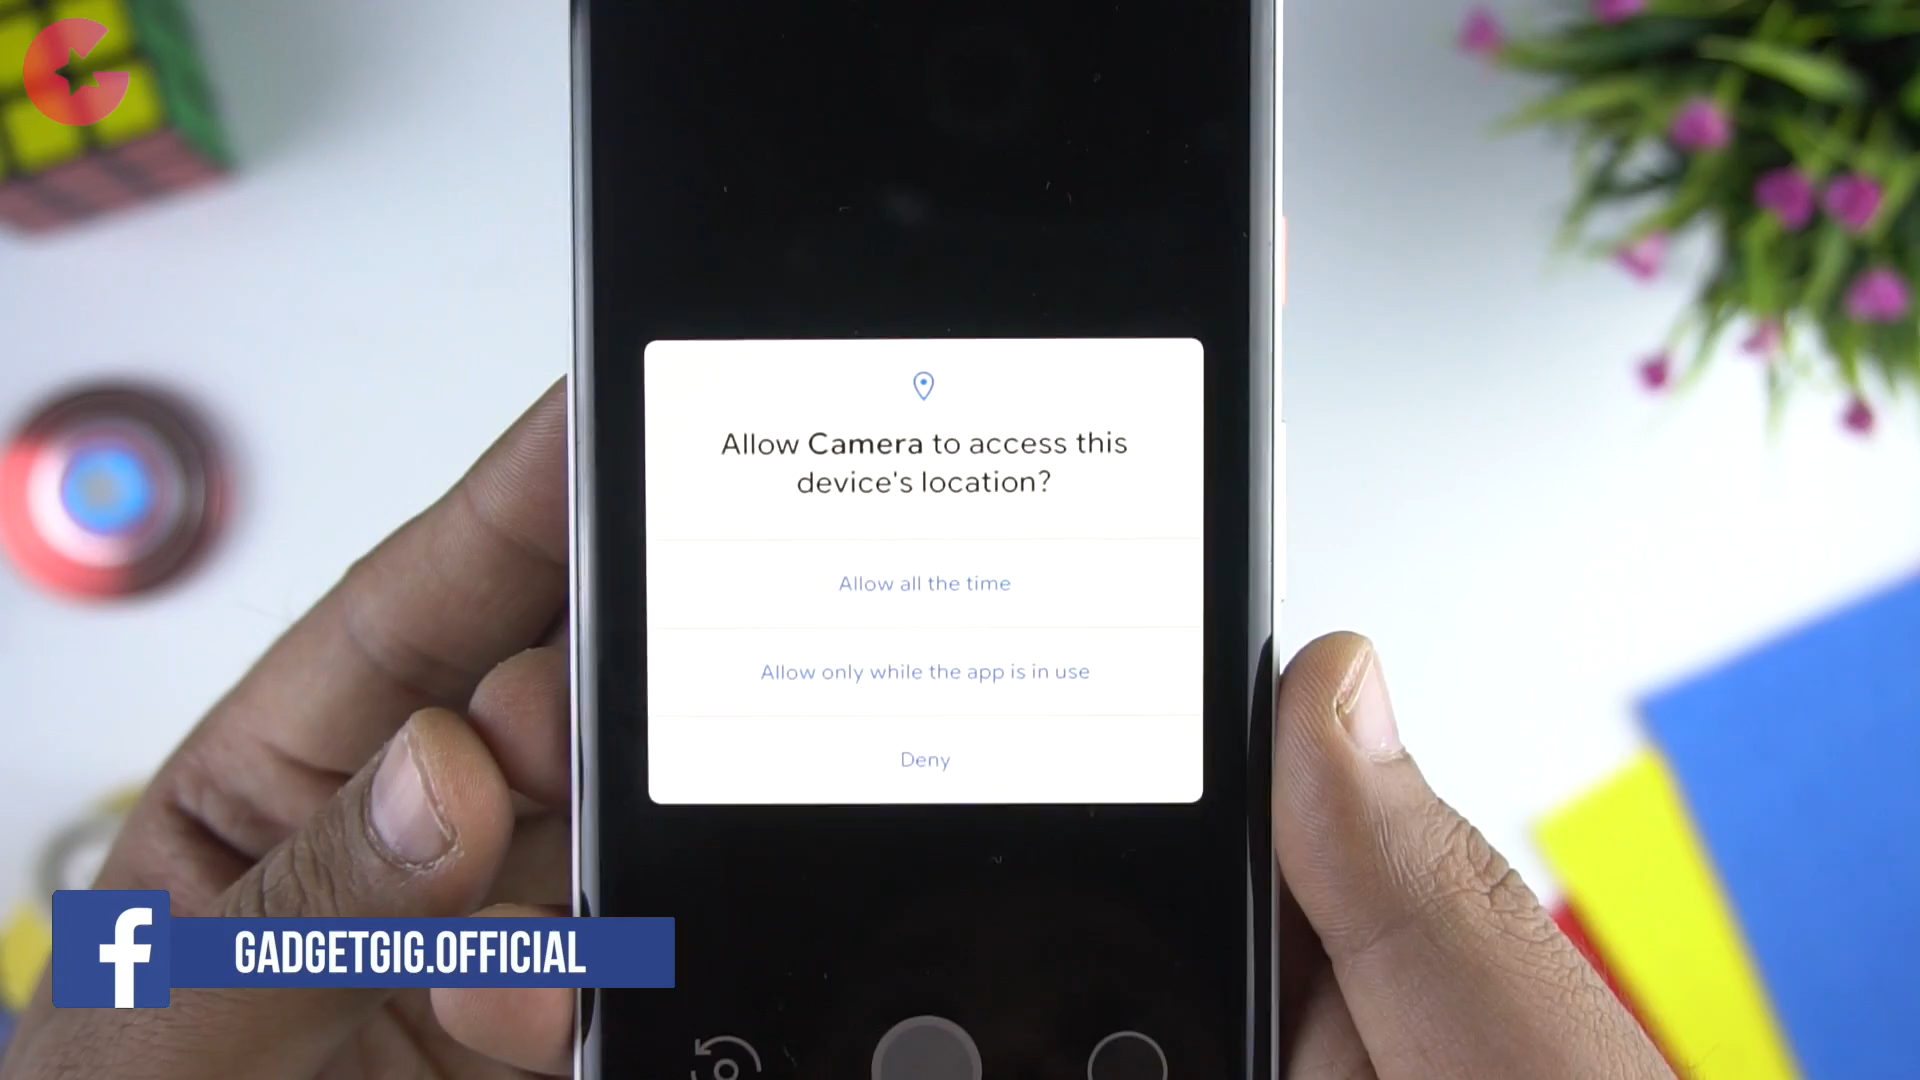 Allow Camera to access this
device's location?
Allow all the time
Allow only while the app is in use
Deny
GADGETGIG.OFFICIAL